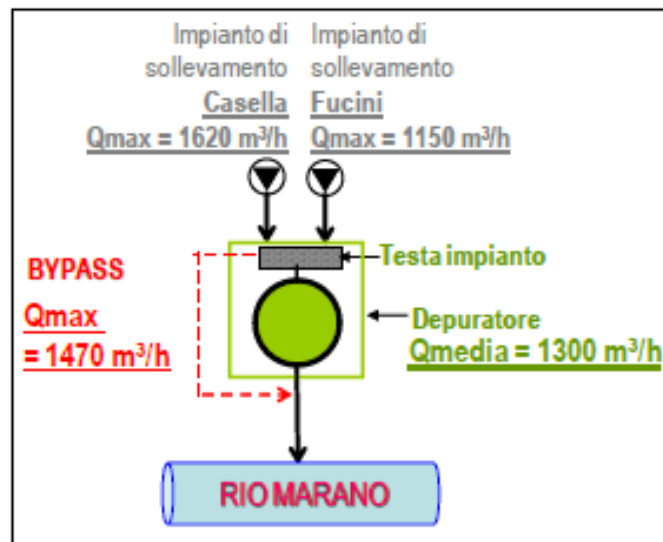 Impianto di
sollevamento
Casella
Qmax = 1620 m³/h
Impianto di
sollevamento
Fucini
Qmax = 1150 m³/h
Testa impianto
BYPASS
Qmax
= 1470 m³/h
Depuratore
Qmedia = 1300 m³/h
RIO MARANO